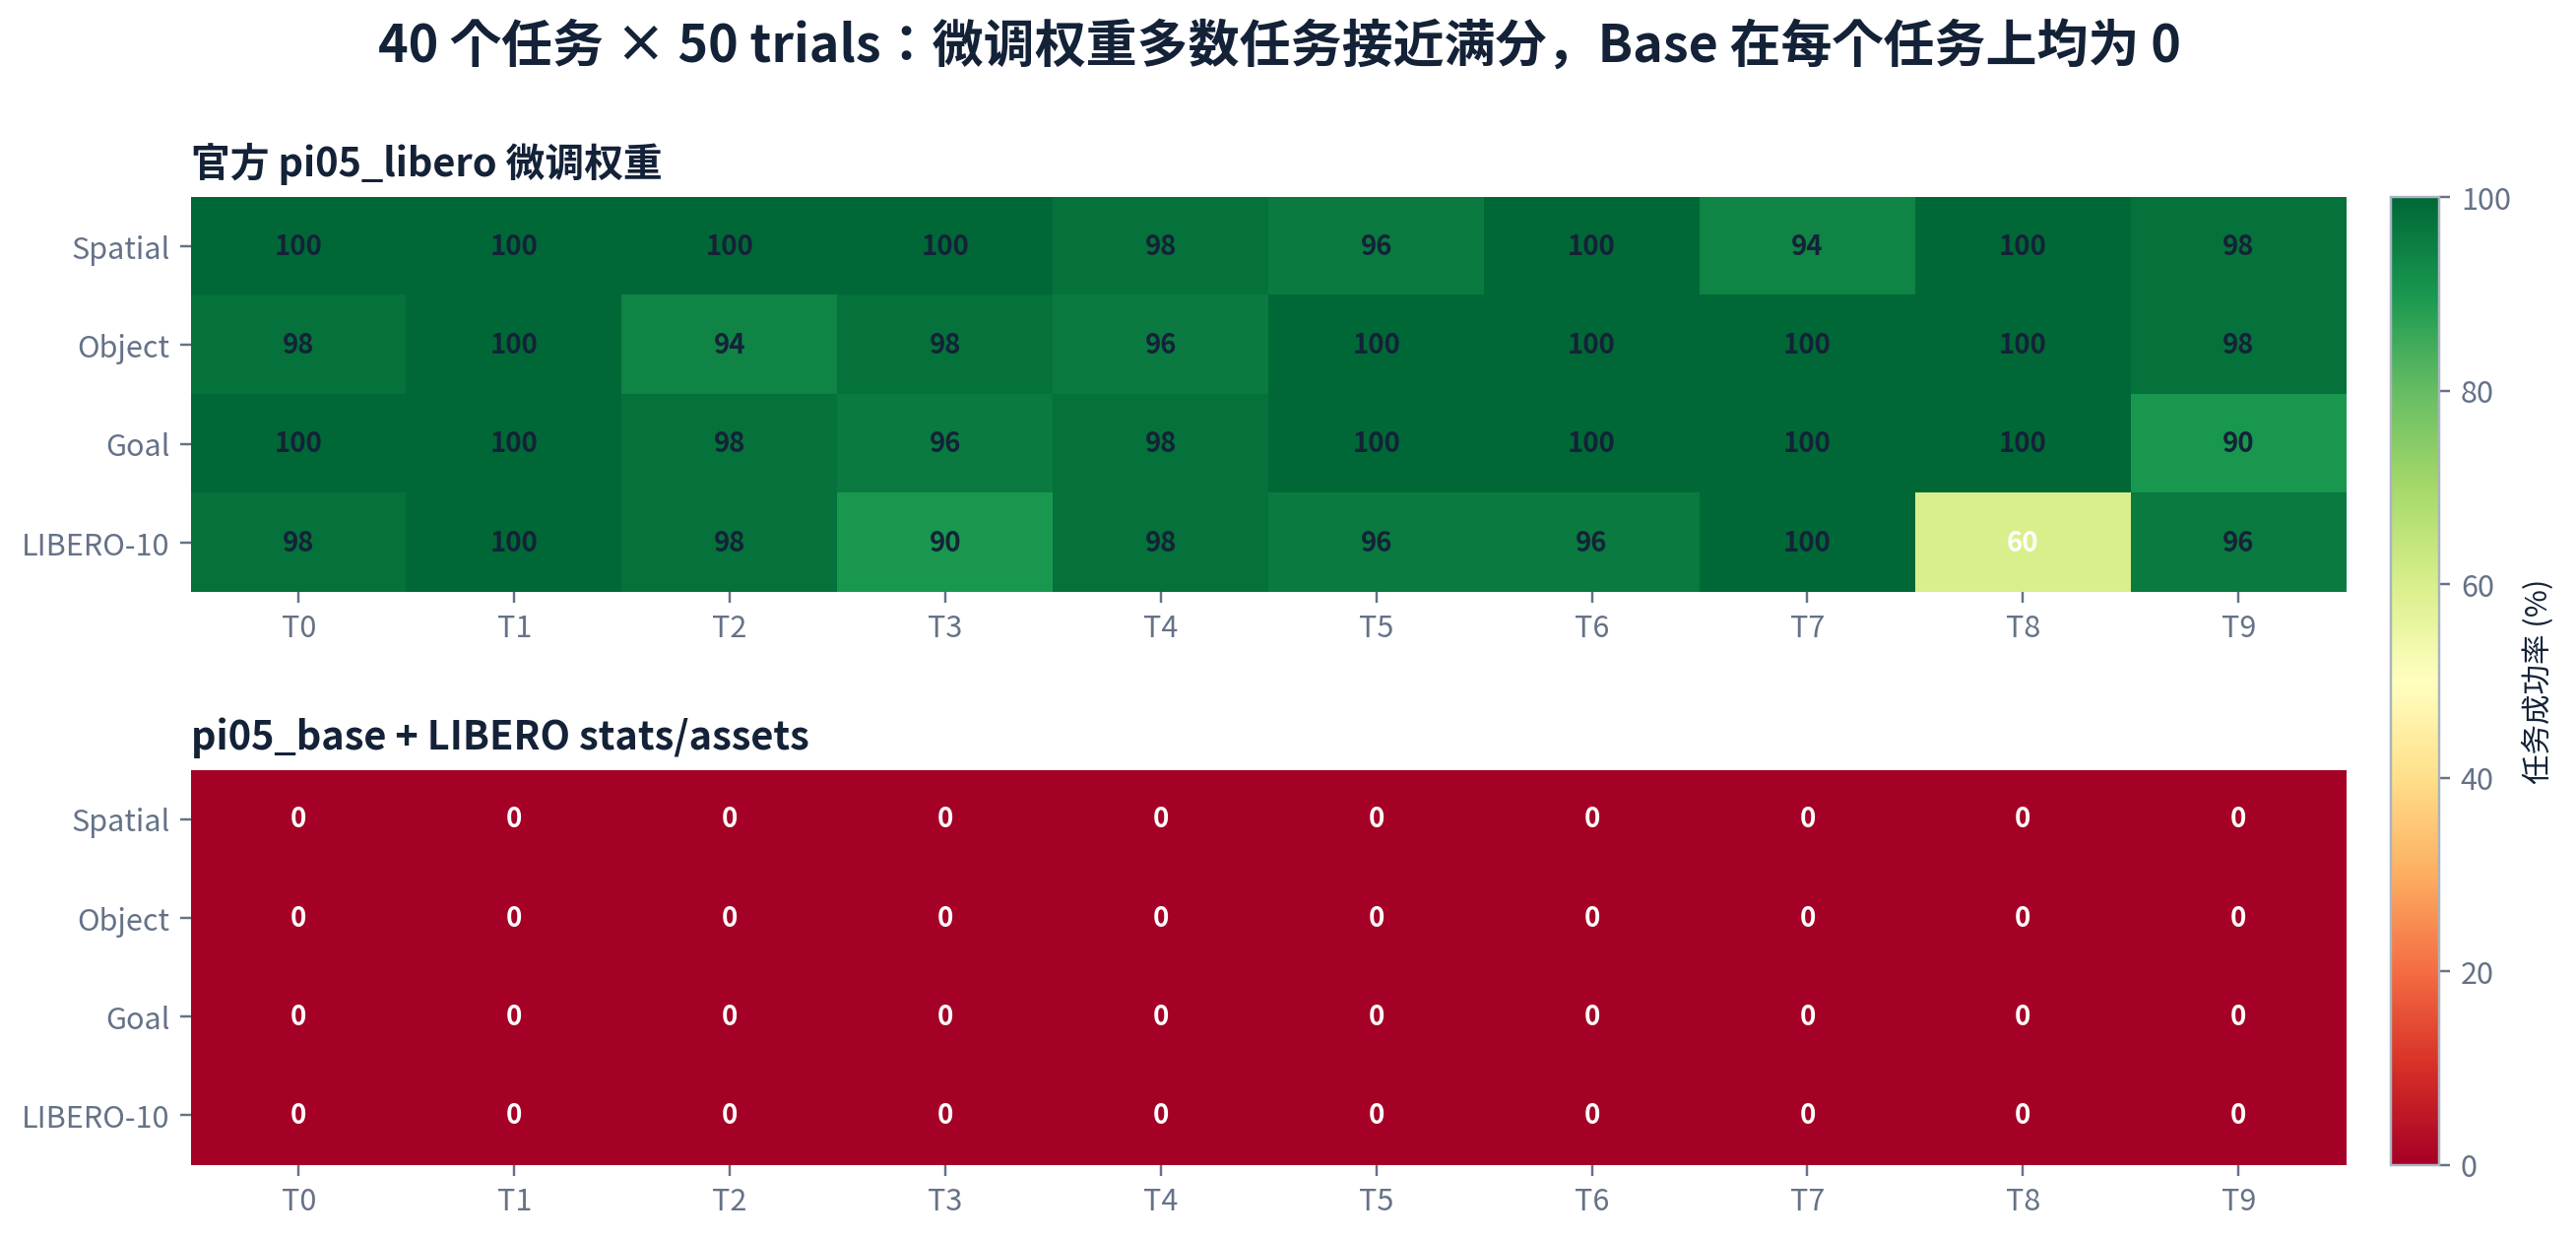 40 个任务 × 50 trials：微调权重多数任务接近满分，Base 在每个任务上均为 0
官方 pi05_libero 微调权重
Spatial 100 100 100 100 98 96 100 94 100 98
Object 98 100 94 98 96 100 100 100 100 98
Goal 100 100 98 96 98 100 100 100 100 90
LIBERO-10 98 100 98 90 98 96 96 100 60 96
T0 T1 T2 T3 T4 T5 T6 T7 T8 T9
pi05_base + LIBERO stats/assets
Spatial 0 0 0 0 0 0 0 0 0 0
Object 0 0 0 0 0 0 0 0 0 0
Goal 0 0 0 0 0 0 0 0 0 0
LIBERO-10 0 0 0 0 0 0 0 0 0 0
T0 T1 T2 T3 T4 T5 T6 T7 T8 T9
100
80
60
40
20
0
任务成功率 (%)